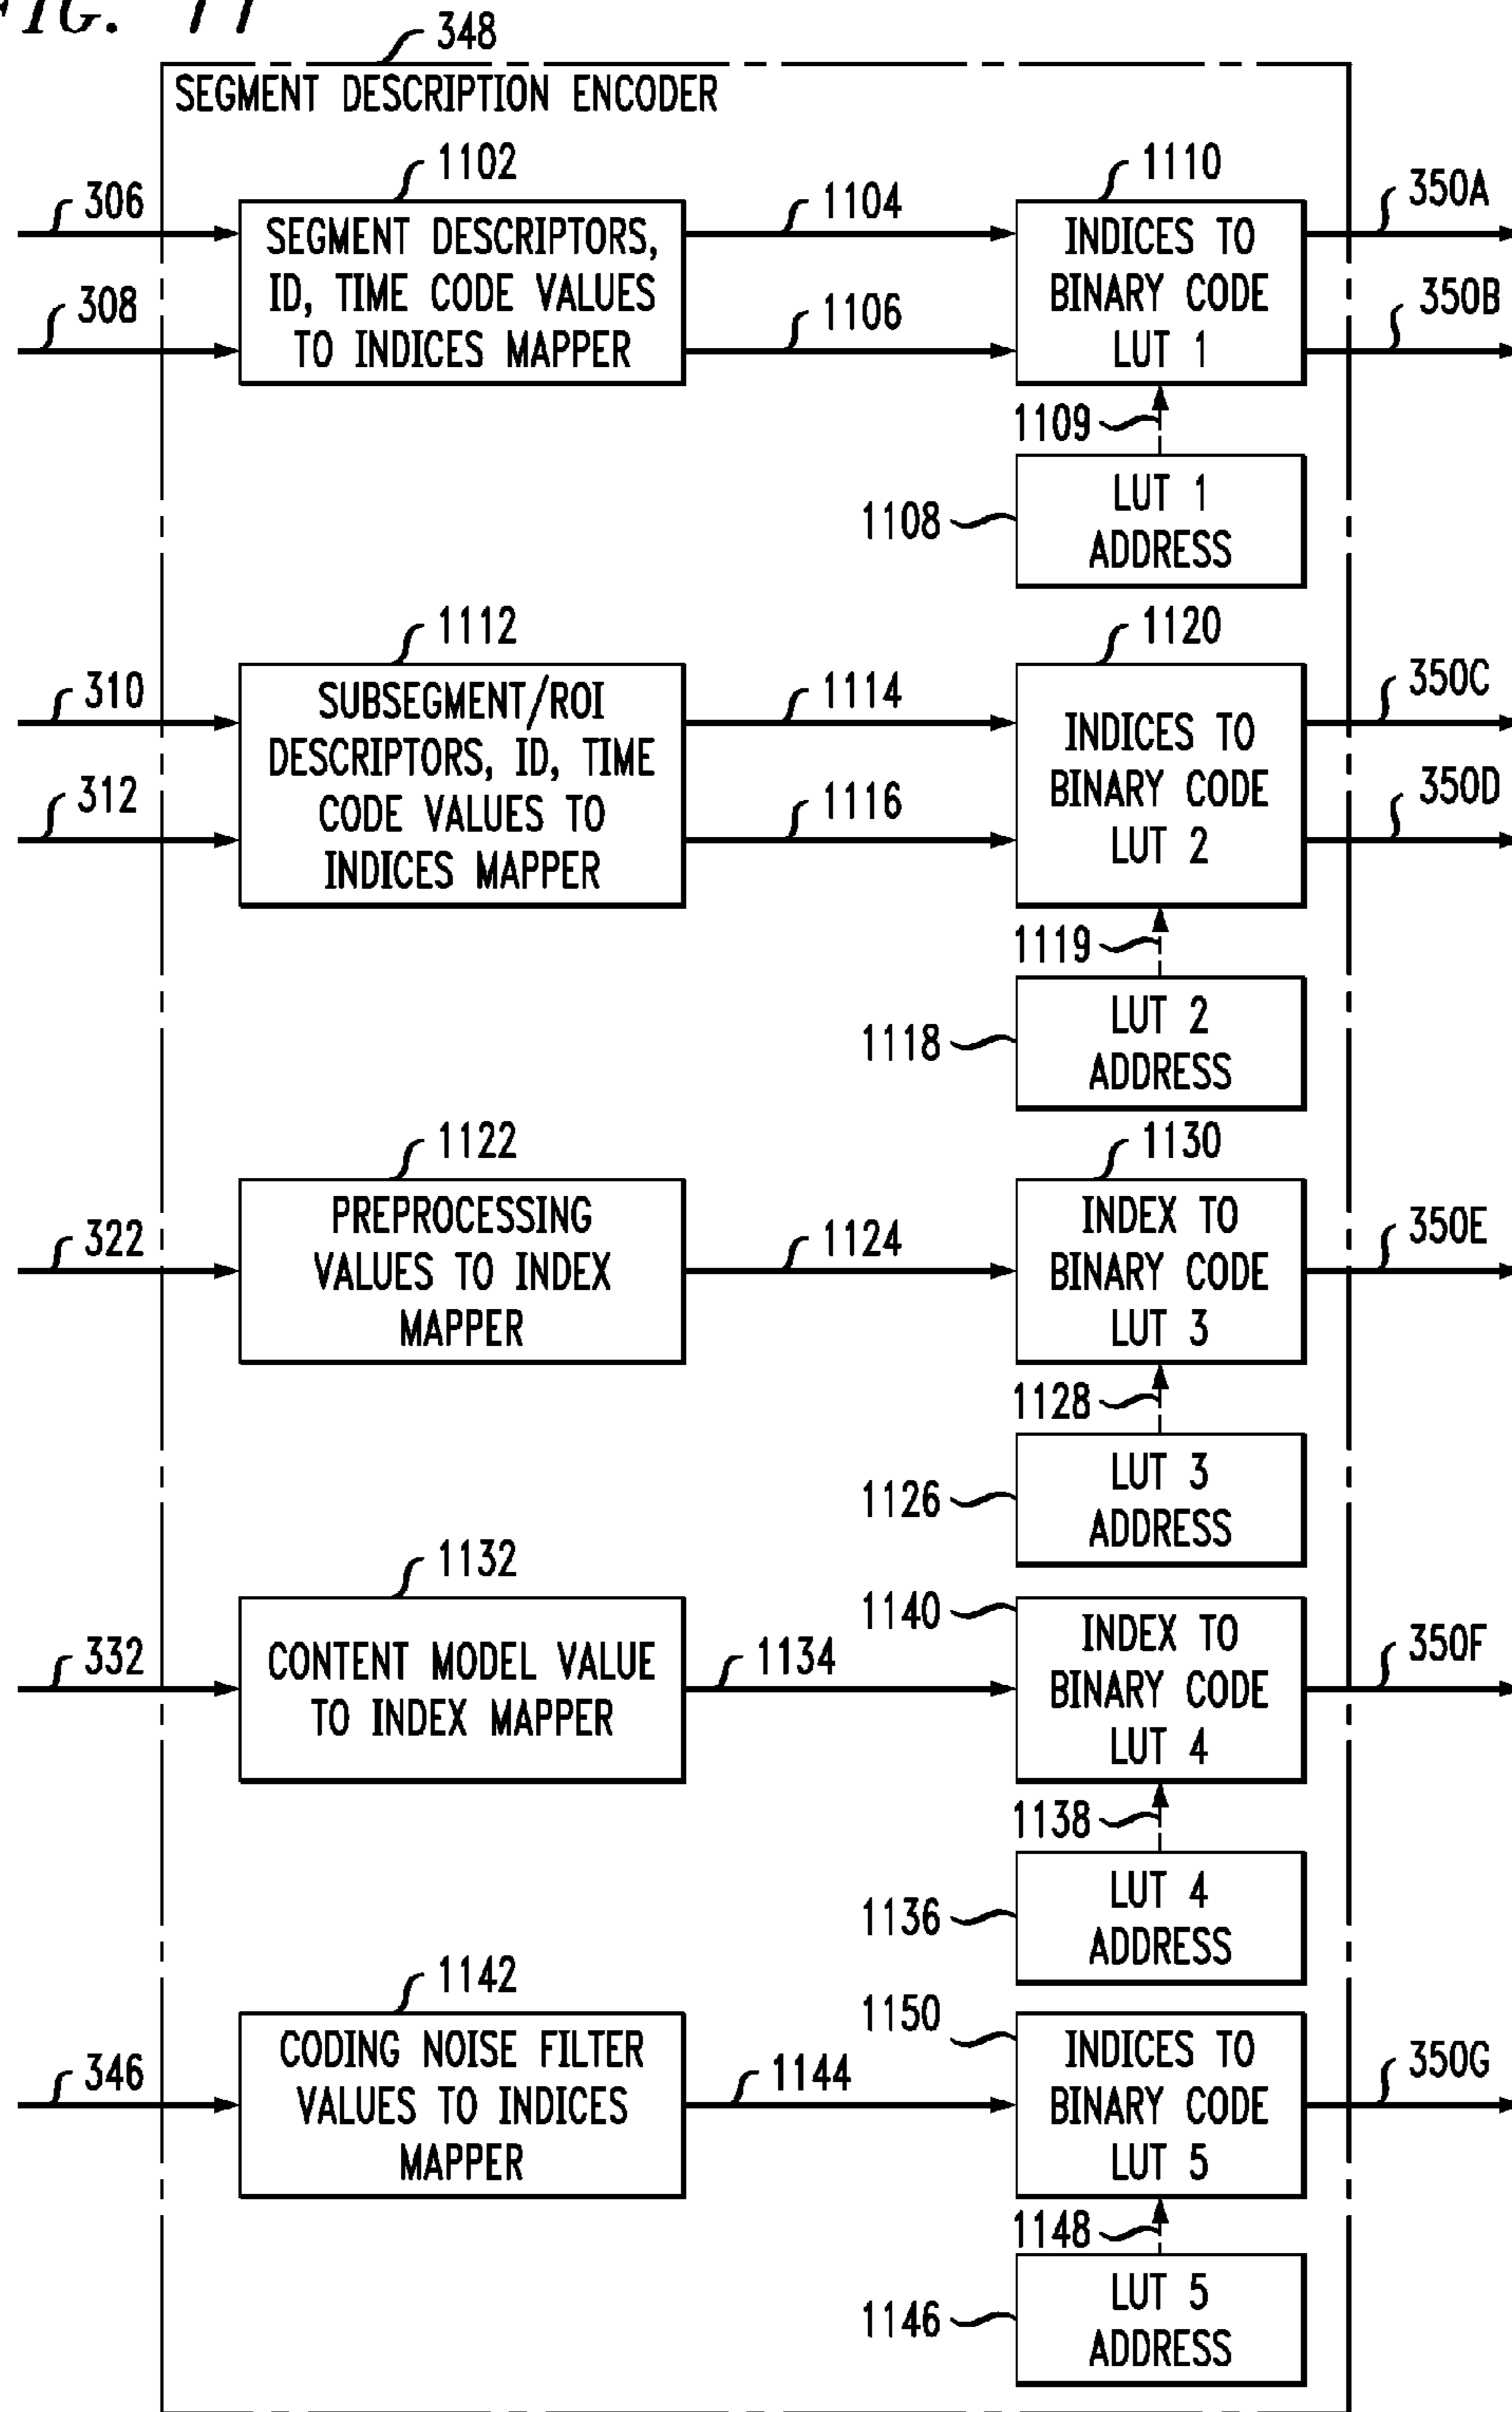 FIG. 11
348
SEGMENT DESCRIPTION ENCODER
1102
1110
306
1104
350A
SEGMENT DESCRIPTORS,
ID, TIME CODE VALUES
TO INDICES MAPPER
INDICES TO
BINARY CODE
LUT 1
308
1106
350B
1109
LUT 1
ADDRESS
1108
1112
1120
310
1114
350C
SUBSEGMENT/ROI
DESCRIPTORS, ID, TIME
CODE VALUES TO
INDICES MAPPER
INDICES TO
BINARY CODE
LUT 2
312
1116
350D
1119
LUT 2
ADDRESS
1118
1122
1130
322
PREPROCESSING
VALUES TO INDEX
MAPPER
1124
INDEX TO
BINARY CODE
LUT 3
350E
1128
LUT 3
ADDRESS
1126
1132
1140
332
CONTENT MODEL VALUE
TO INDEX MAPPER
1134
INDEX TO
BINARY CODE
LUT 4
350F
1138
LUT 4
ADDRESS
1136
1142
1150
346
CODING NOISE FILTER
VALUES TO INDICES
MAPPER
1144
INDICES TO
BINARY CODE
LUT 5
350G
1148
LUT 5
ADDRESS
1146